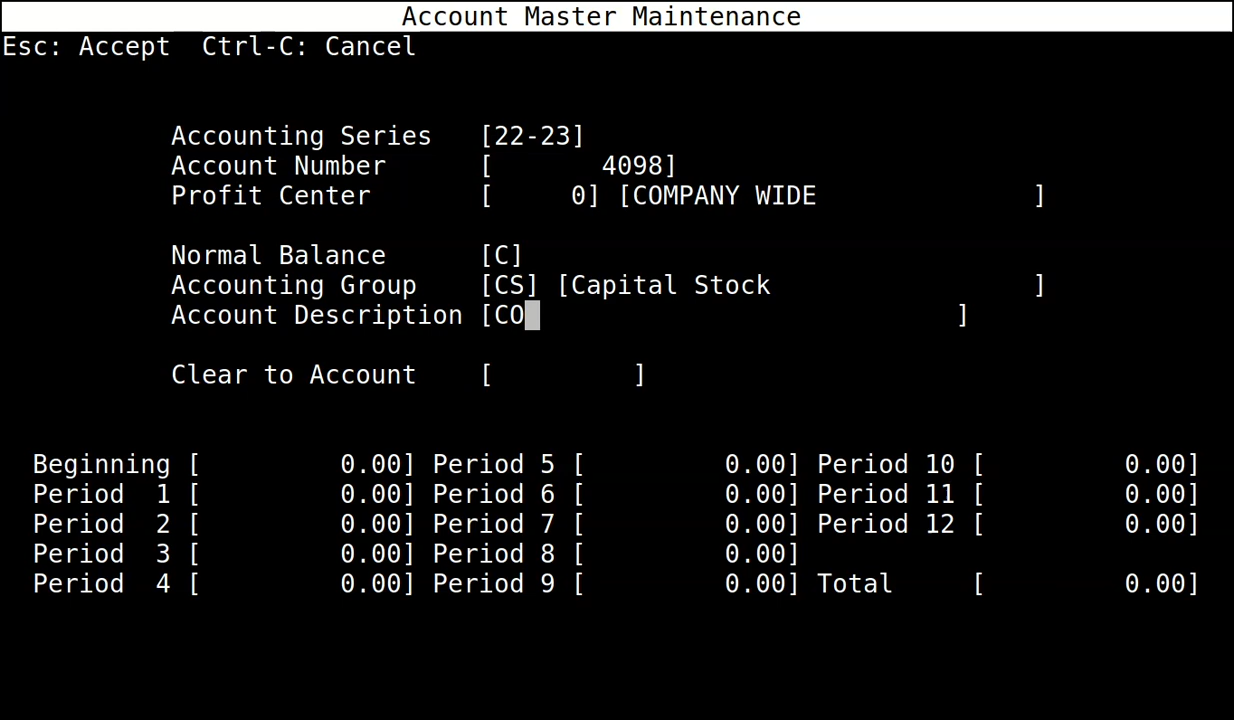 Account Master Maintenance
Esc: Accept  Ctrl-C: Cancel
Accounting Series   [22-23]
Account Number      [       4098]
Profit Center       [     0] [COMPANY WIDE              ]
Normal Balance      [C]
Accounting Group    [CS] [Capital Stock                 ]
Account Description [CO                            ]
Clear to Account    [         ]
Beginning [         0.00] Period 5 [         0.00] Period 10 [         0.00]
Period  1 [         0.00] Period 6 [         0.00] Period 11 [         0.00]
Period  2 [         0.00] Period 7 [         0.00] Period 12 [         0.00]
Period  3 [         0.00] Period 8 [         0.00]
Period  4 [         0.00] Period 9 [         0.00] Total     [         0.00]